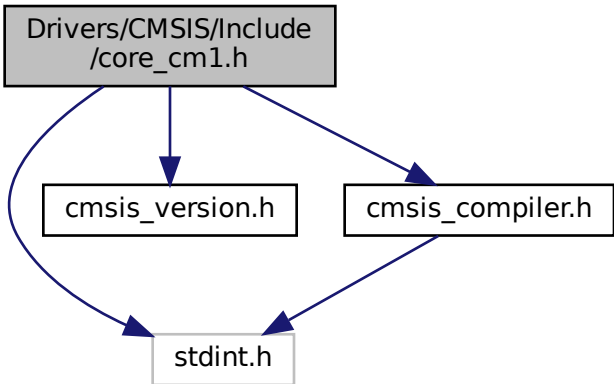 Drivers/CMSIS/Include
/core_cm1.h
cmsis_version.h
cmsis_compiler.h
stdint.h